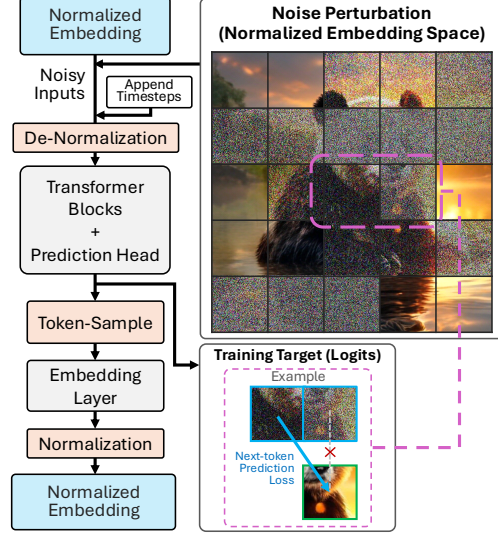 Normalized
Embedding
Noisy
Inputs
Append
Timesteps
De-Normalization
Transformer
Blocks
+
Prediction Head
Token-Sample
Embedding
Layer
Normalization
Normalized
Embedding
Noise Perturbation
(Normalized Embedding Space)
Training Target (Logits)
Example
Next-token
Prediction
Loss